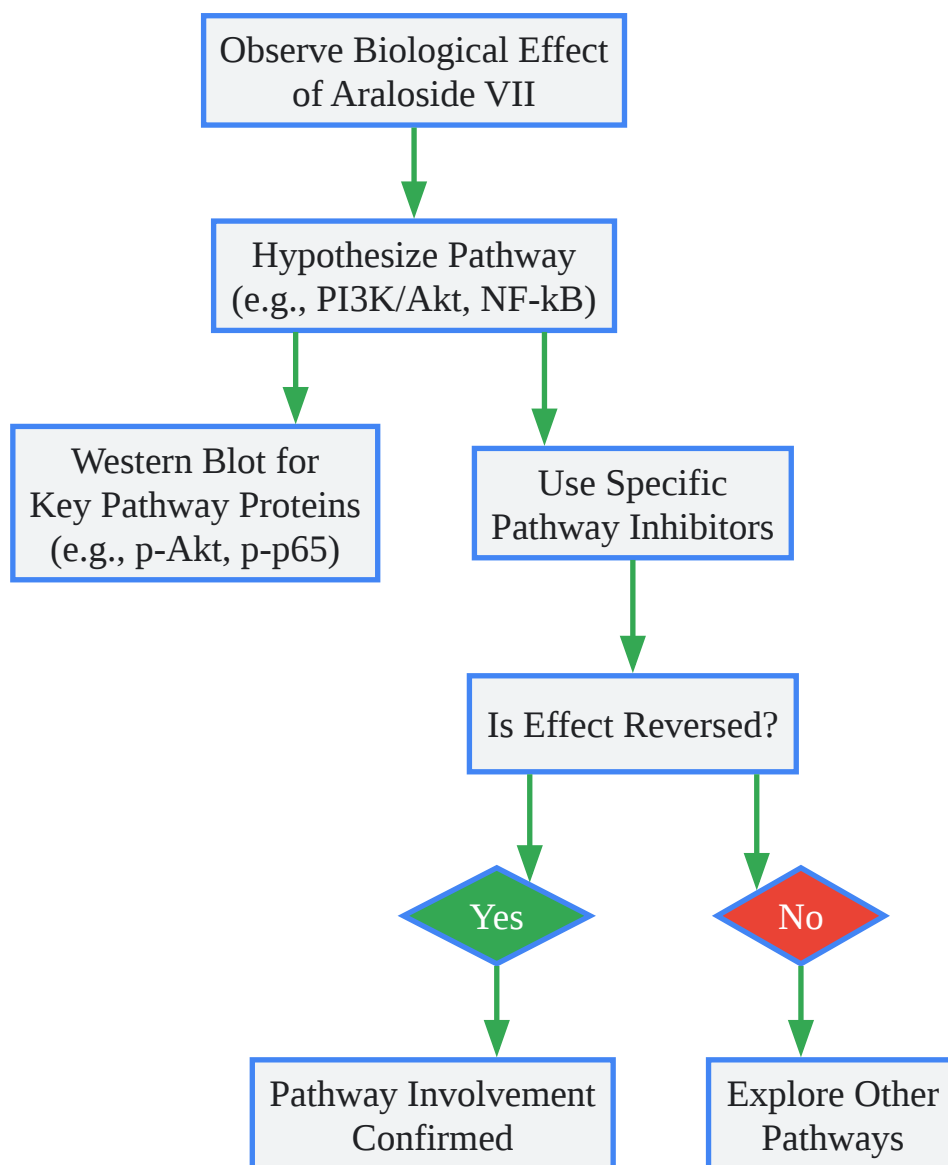 Observe Biological Effect
of Araloside VII
Hypothesize Pathway
(e.g., PI3K/Akt, NF-kB)
Western Blot for
Key Pathway Proteins
(e.g., p-Akt, p-p65)
Use Specific
Pathway Inhibitors
Is Effect Reversed?
Yes
No
Pathway Involvement
Confirmed
Explore Other
Pathways